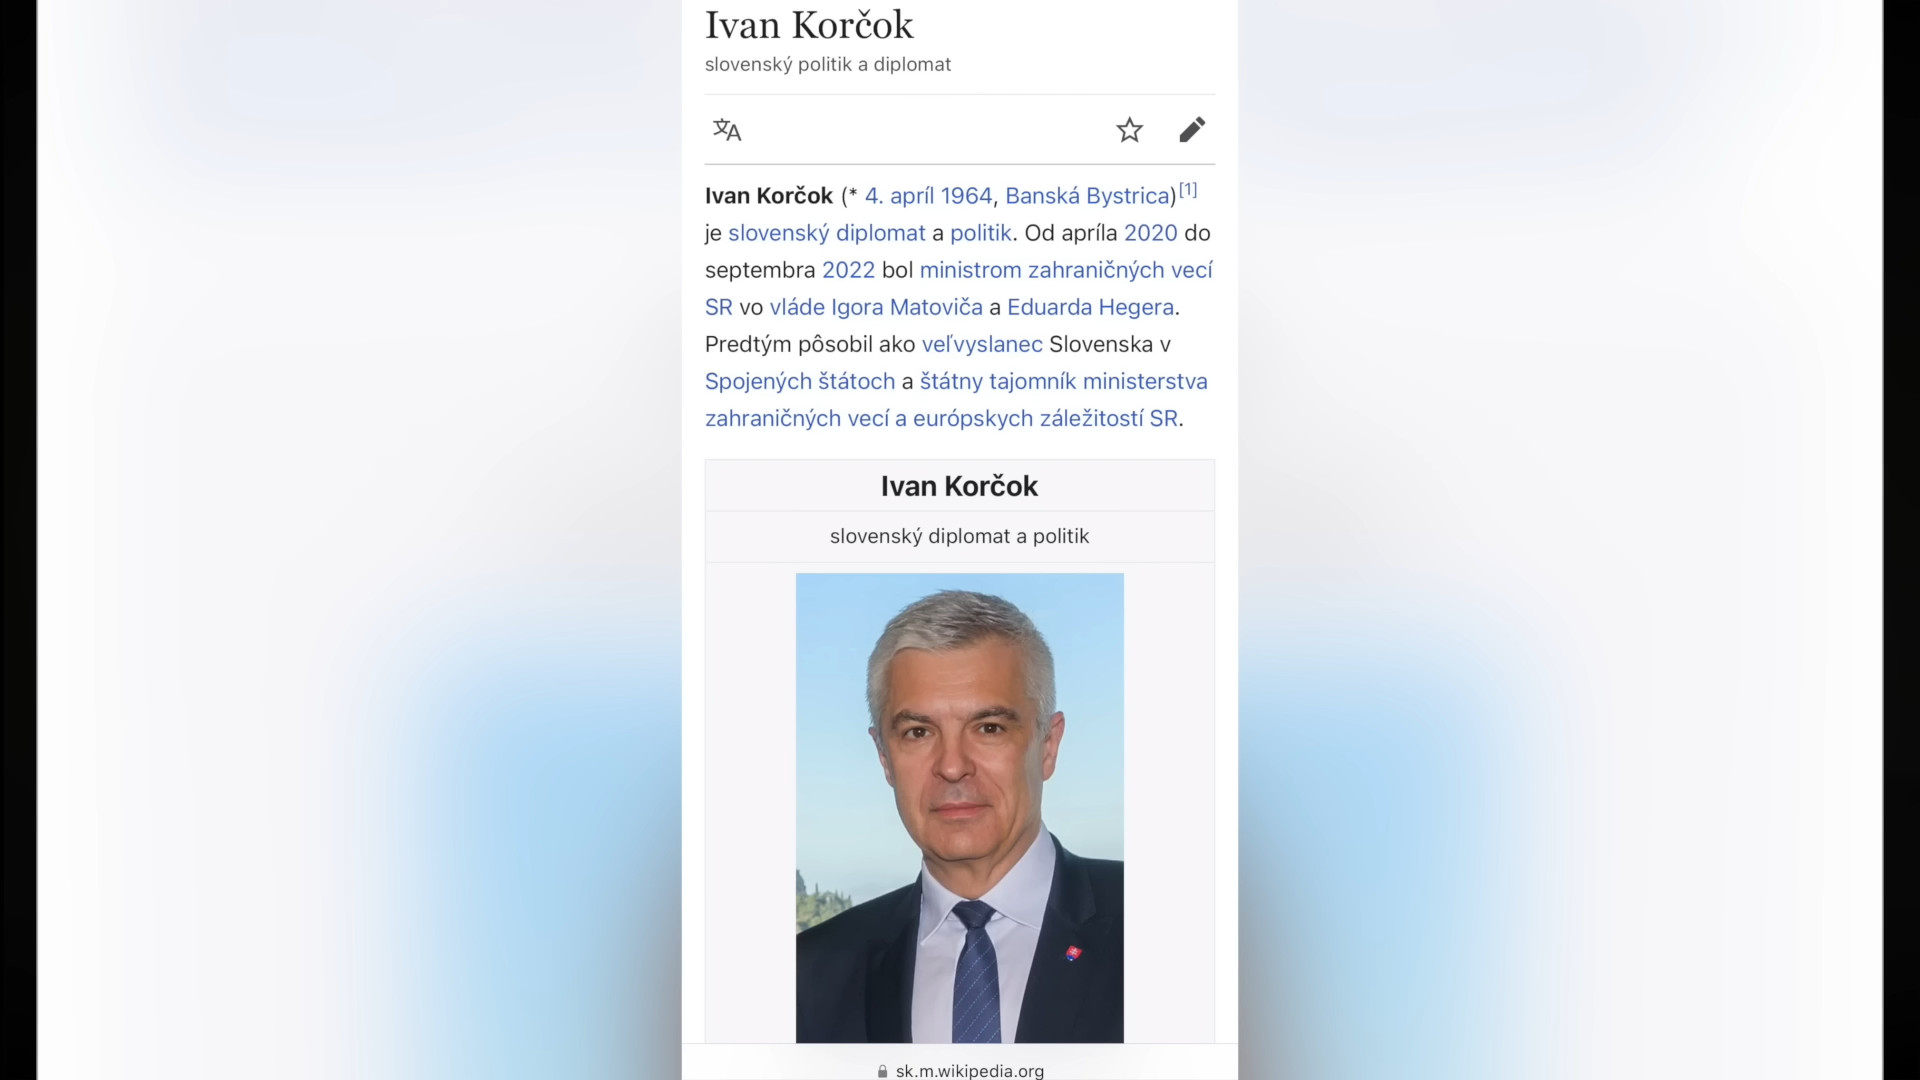 Ivan Korčok
slovenský politik a diplomat
Ivan Korčok (* 4. apríl 1964, Banská Bystrica)[1]
je slovenský diplomat a politik. Od apríla 2020 do
septembra 2022 bol ministrom zahraničných vecí
SR vo vláde Igora Matoviča a Eduarda Hegera.
Predtým pôsobil ako veľvyslanec Slovenska v
Spojených štátoch a štátny tajomník ministerstva
zahraničných vecí a európskych záležitostí SR.
Ivan Korčok
slovenský diplomat a politik
sk.m.wikipedia.org